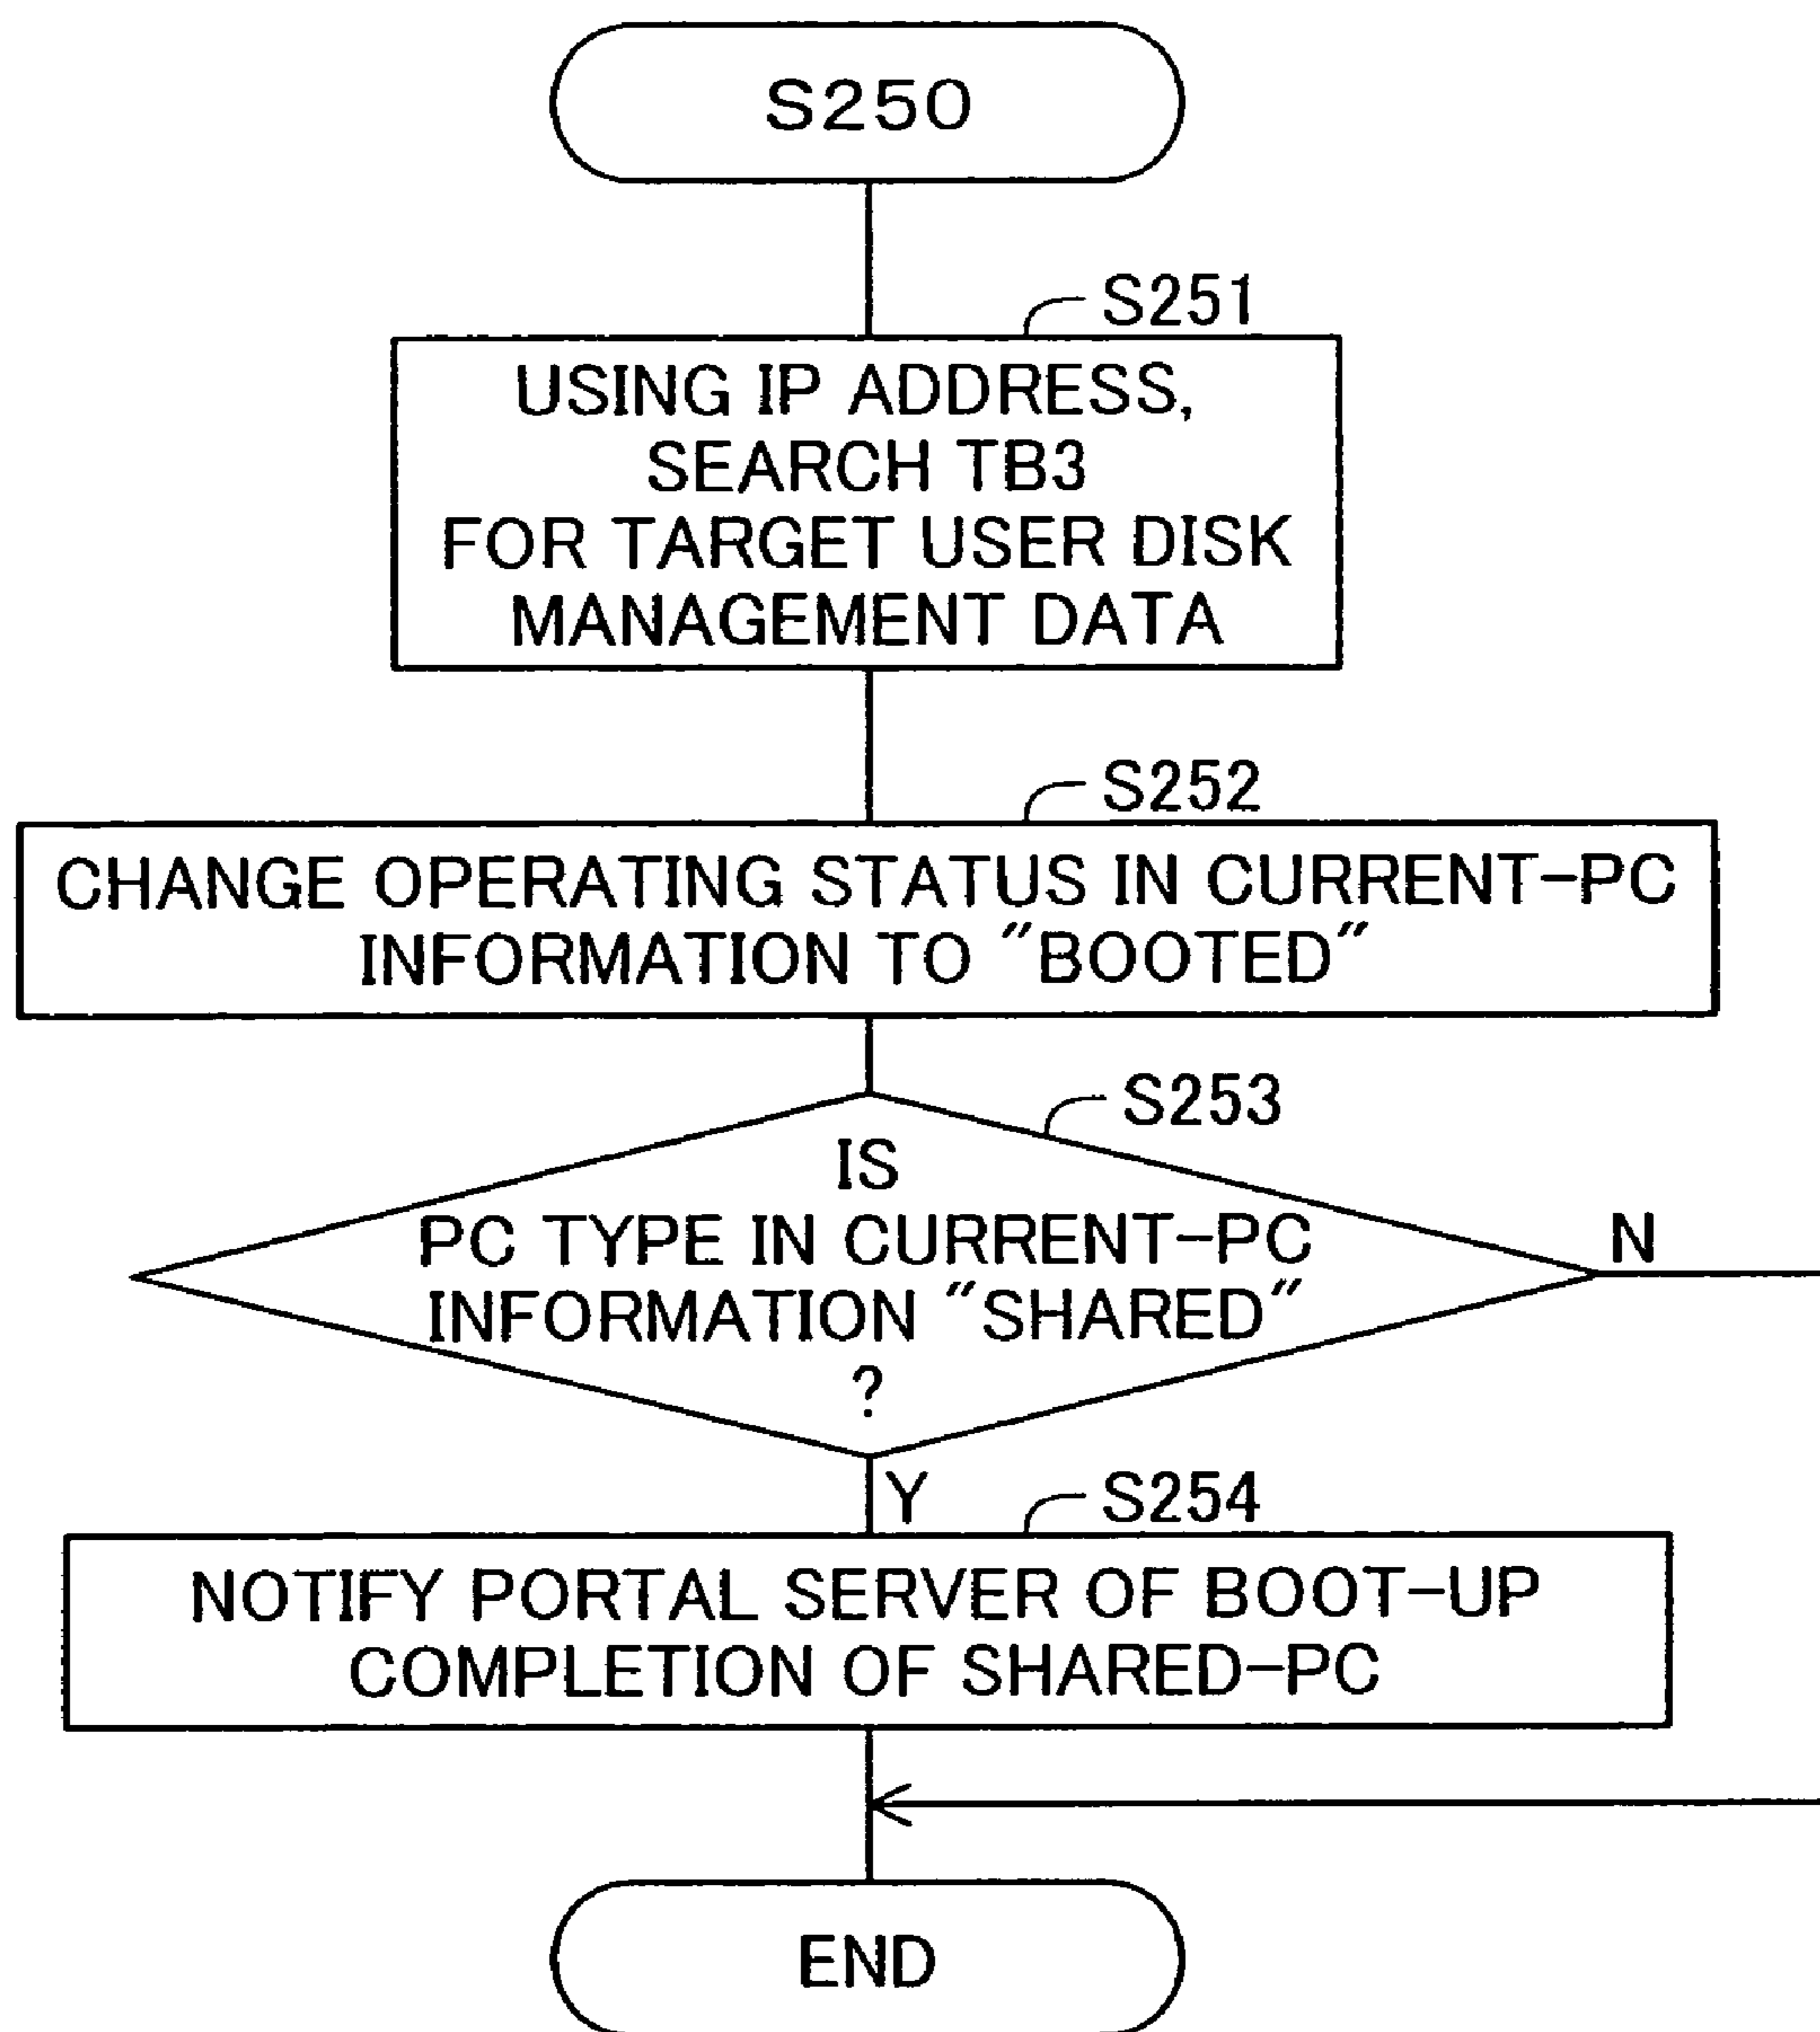 S250
S251
USING IP ADDRESS,
SEARCH TB3
FOR TARGET USER DISK
MANAGEMENT DATA
S252
CHANGE OPERATING STATUS IN CURRENT-PC
INFORMATION TO "BOOTED"
S253
IS
PC TYPE IN CURRENT-PC
INFORMATION "SHARED"
?
N
Y
S254
NOTIFY PORTAL SERVER OF BOOT-UP
COMPLETION OF SHARED-PC
END